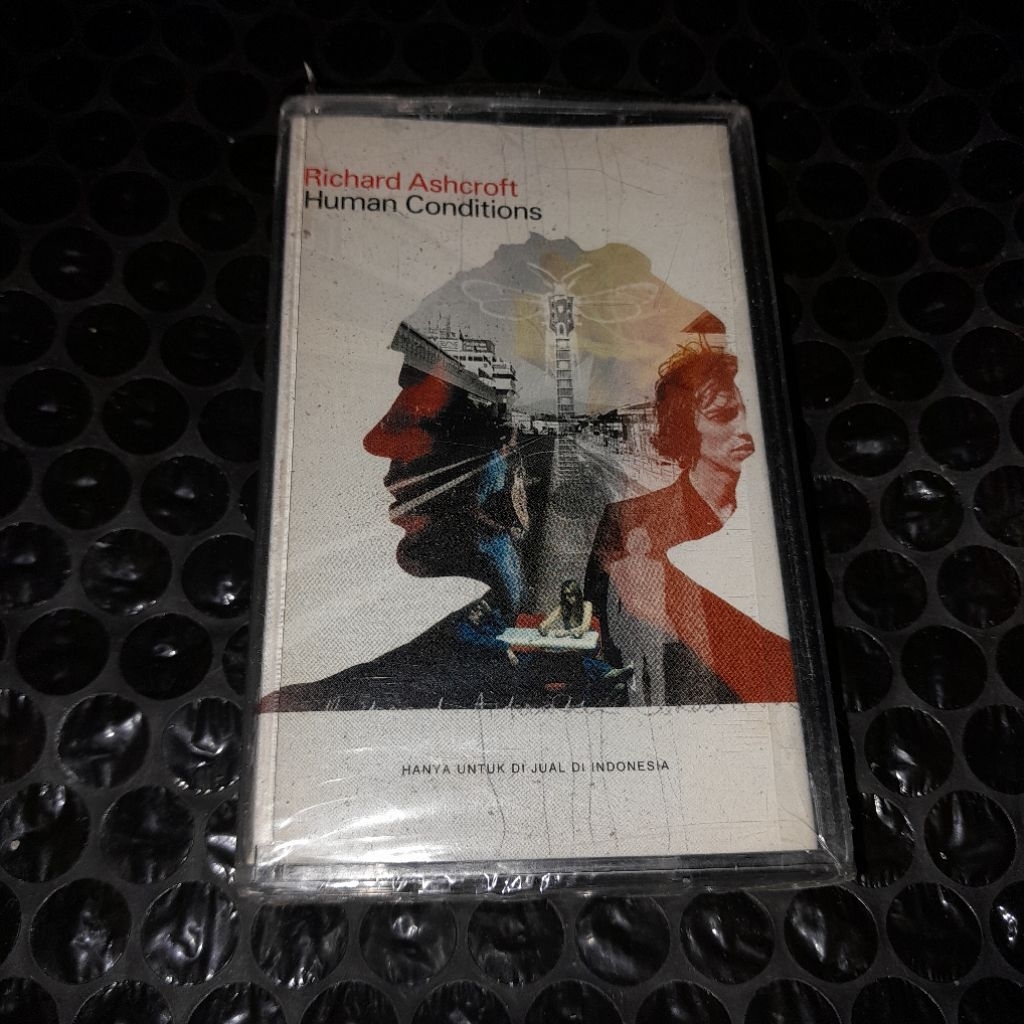 Richard Ashcroft
Human Conditions
HANYA UNTUK DI JUAL DI INDONESIA